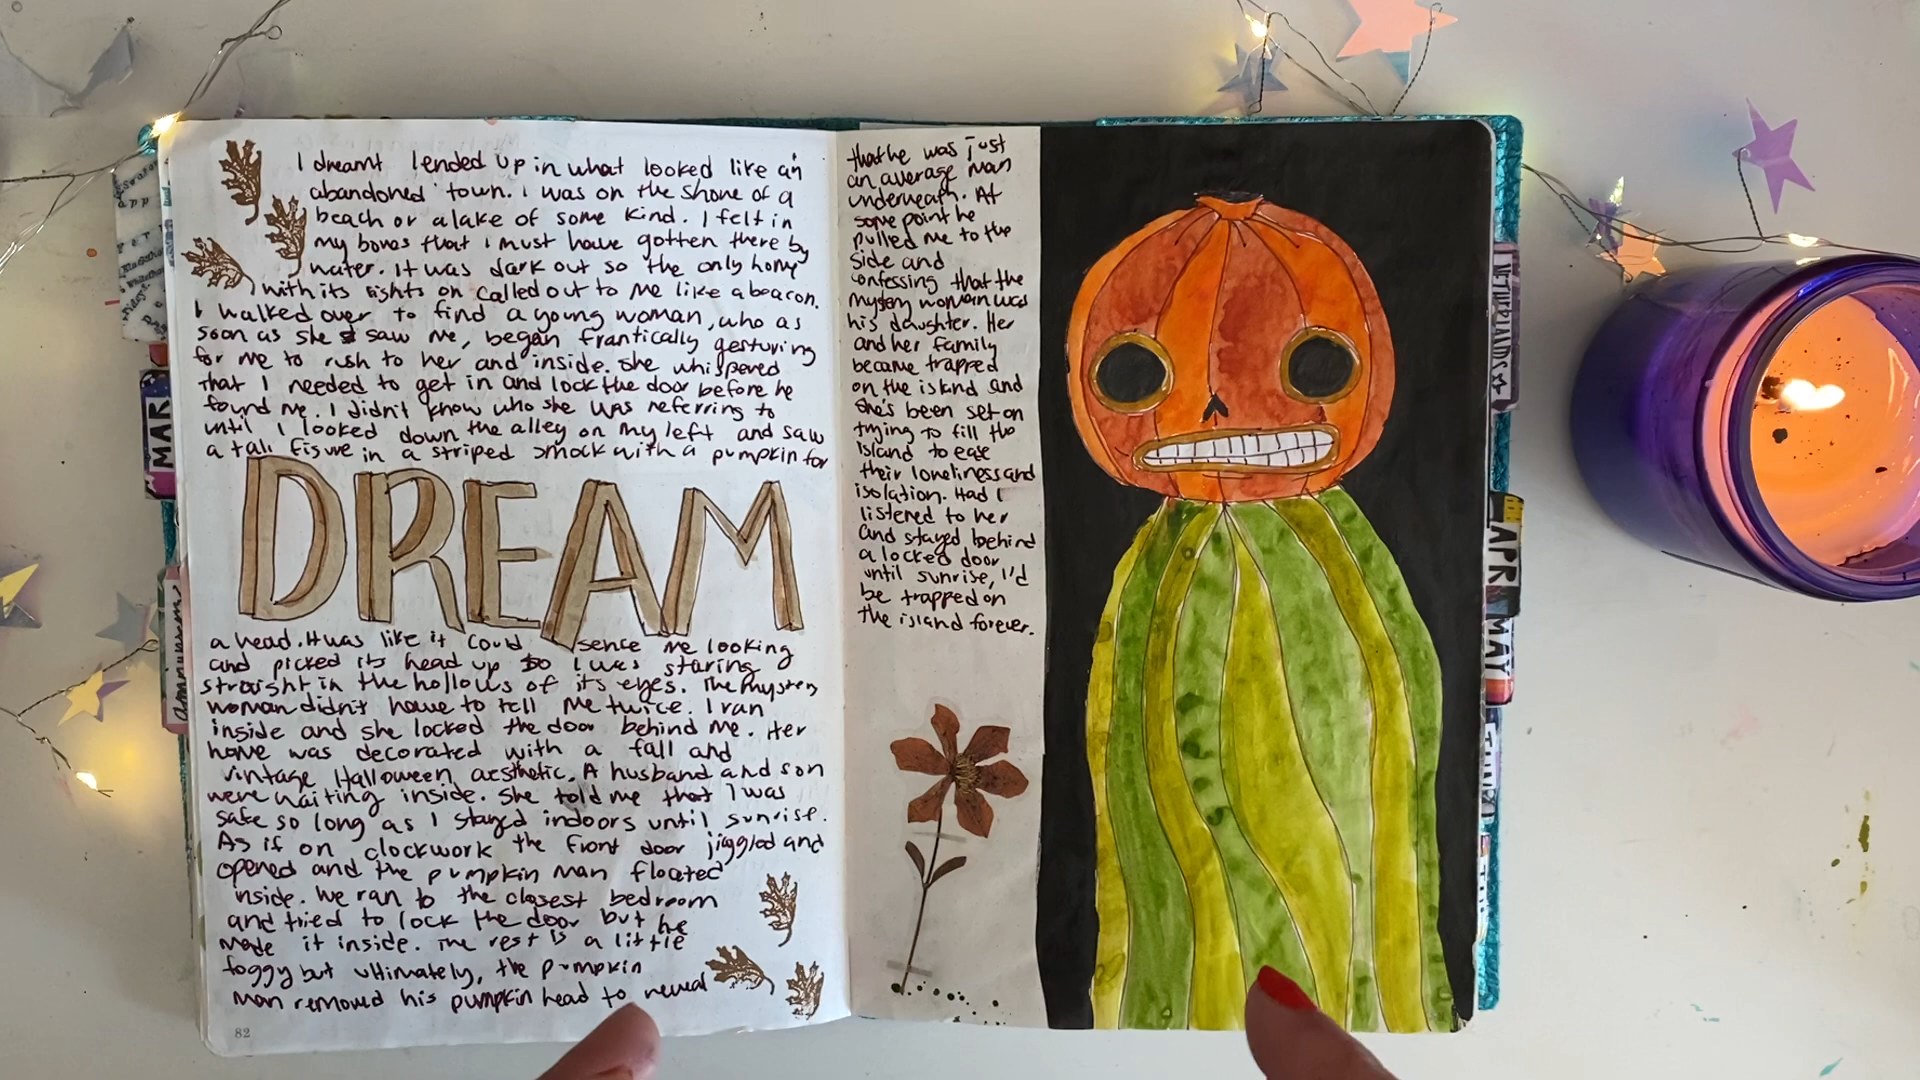 I dreamt I ended up in what looked like an
abandoned town. I was on the shore of a
beach or a lake of some kind. I felt in
my bones that I must have gotten there by
water. It was dark out so the only home
with its lights on called out to me like a beacon.
I walked over to find a young woman, who as
soon as she saw me, began frantically gesturing
for me to rush to her and inside. She whispered
that I needed to get in and lock the door before he
found me. I didn't know who she was referring to
until I looked down the alley on my left and saw
a tall figure in a striped smock with a pumpkin for
DREAM
a head. It was like it could sence me looking
and picked its head up so I was staring
straight in the hollows of its eyes. The mystery
woman didn't have to tell me twice. I ran
inside and she locked the door behind me. Her
home was decorated with a fall and
vintage Halloween aesthetic. A husband and son
were waiting inside. She told me that I was
safe so long as I stayed indoors until sunrise.
As if on clockwork the front door jiggled and
opened and the pumpkin man floated
inside. We ran to the closest bedroom
and tried to lock the door but he
made it inside. The rest is a little
foggy but ultimately, the pumpkin
man removed his pumpkin head to reveal
82
that he was just
an average man
underneath. At
some point he
pulled me to the
side and
confessing that the
mystery woman was
his daughter. Her
and her family
became trapped
on the island and
she's been set on
trying to fill the
island to ease
their loneliness and
isolation. Had I
listened to her
and stayed behind
a locked door
until sunrise, I'd
be trapped on
the island forever.
MAR
APR
MAY